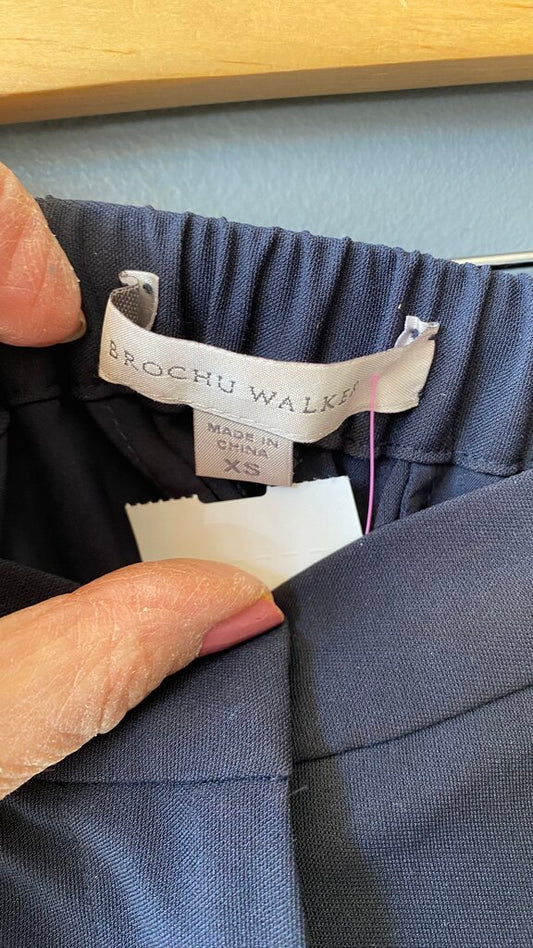 BROCHU WALKER
MADE IN
CHINA
XS